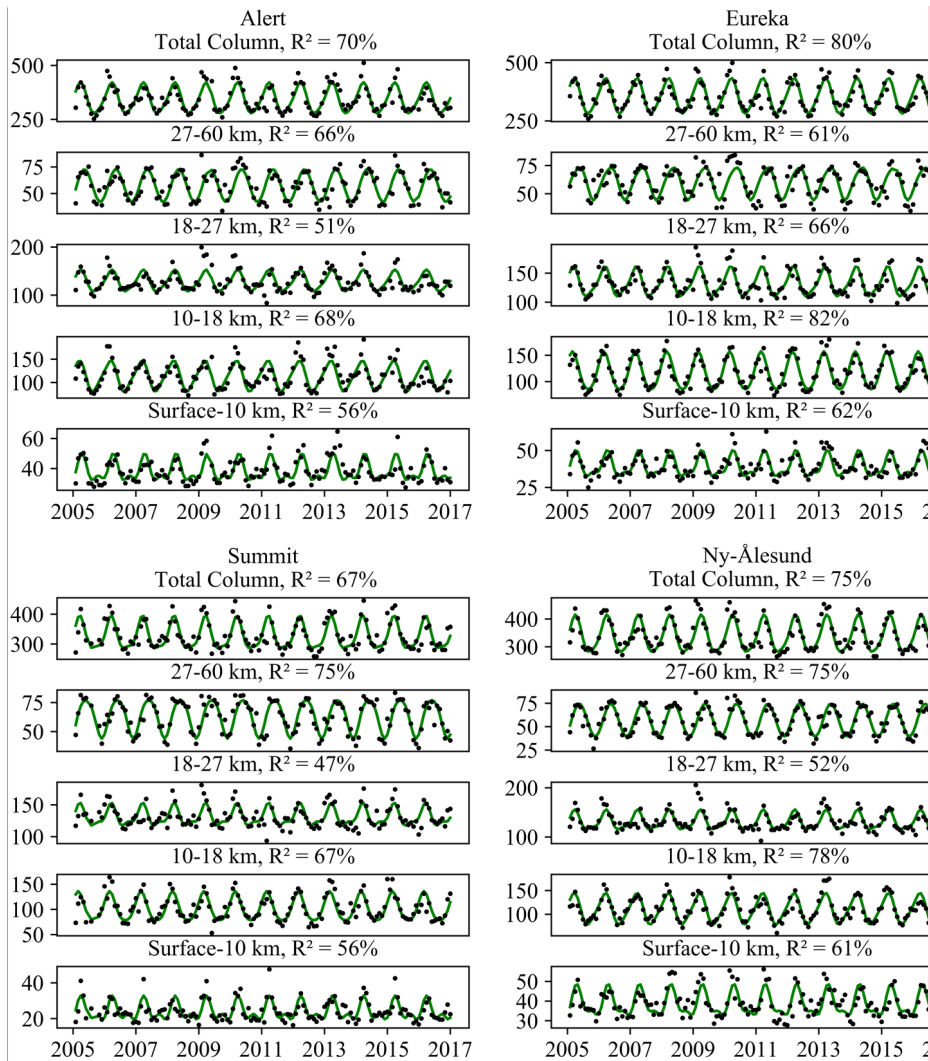 Alert
Total Column, R² = 70%
500
250
27-60 km, R² = 66%
75
50
18-27 km, R² = 51%
200
100
10-18 km, R² = 68%
150
100
Surface-10 km, R² = 56%
60
40
2005 2007 2009 2011 2013 2015 2017
Eureka
Total Column, R² = 80%
500
250
27-60 km, R² = 61%
75
50
18-27 km, R² = 66%
150
100
10-18 km, R² = 82%
150
100
Surface-10 km, R² = 62%
50
25
2005 2007 2009 2011 2013 2015 2
Summit
Total Column, R² = 67%
400
300
27-60 km, R² = 75%
75
50
18-27 km, R² = 47%
150
100
10-18 km, R² = 67%
150
100
50
Surface-10 km, R² = 56%
40
20
2005 2007 2009 2011 2013 2015 2017
Ny-Ålesund
Total Column, R² = 75%
400
300
27-60 km, R² = 75%
75
50
25
18-27 km, R² = 52%
200
100
10-18 km, R² = 78%
150
100
Surface-10 km, R² = 61%
50
40
30
2005 2007 2009 2011 2013 2015 2